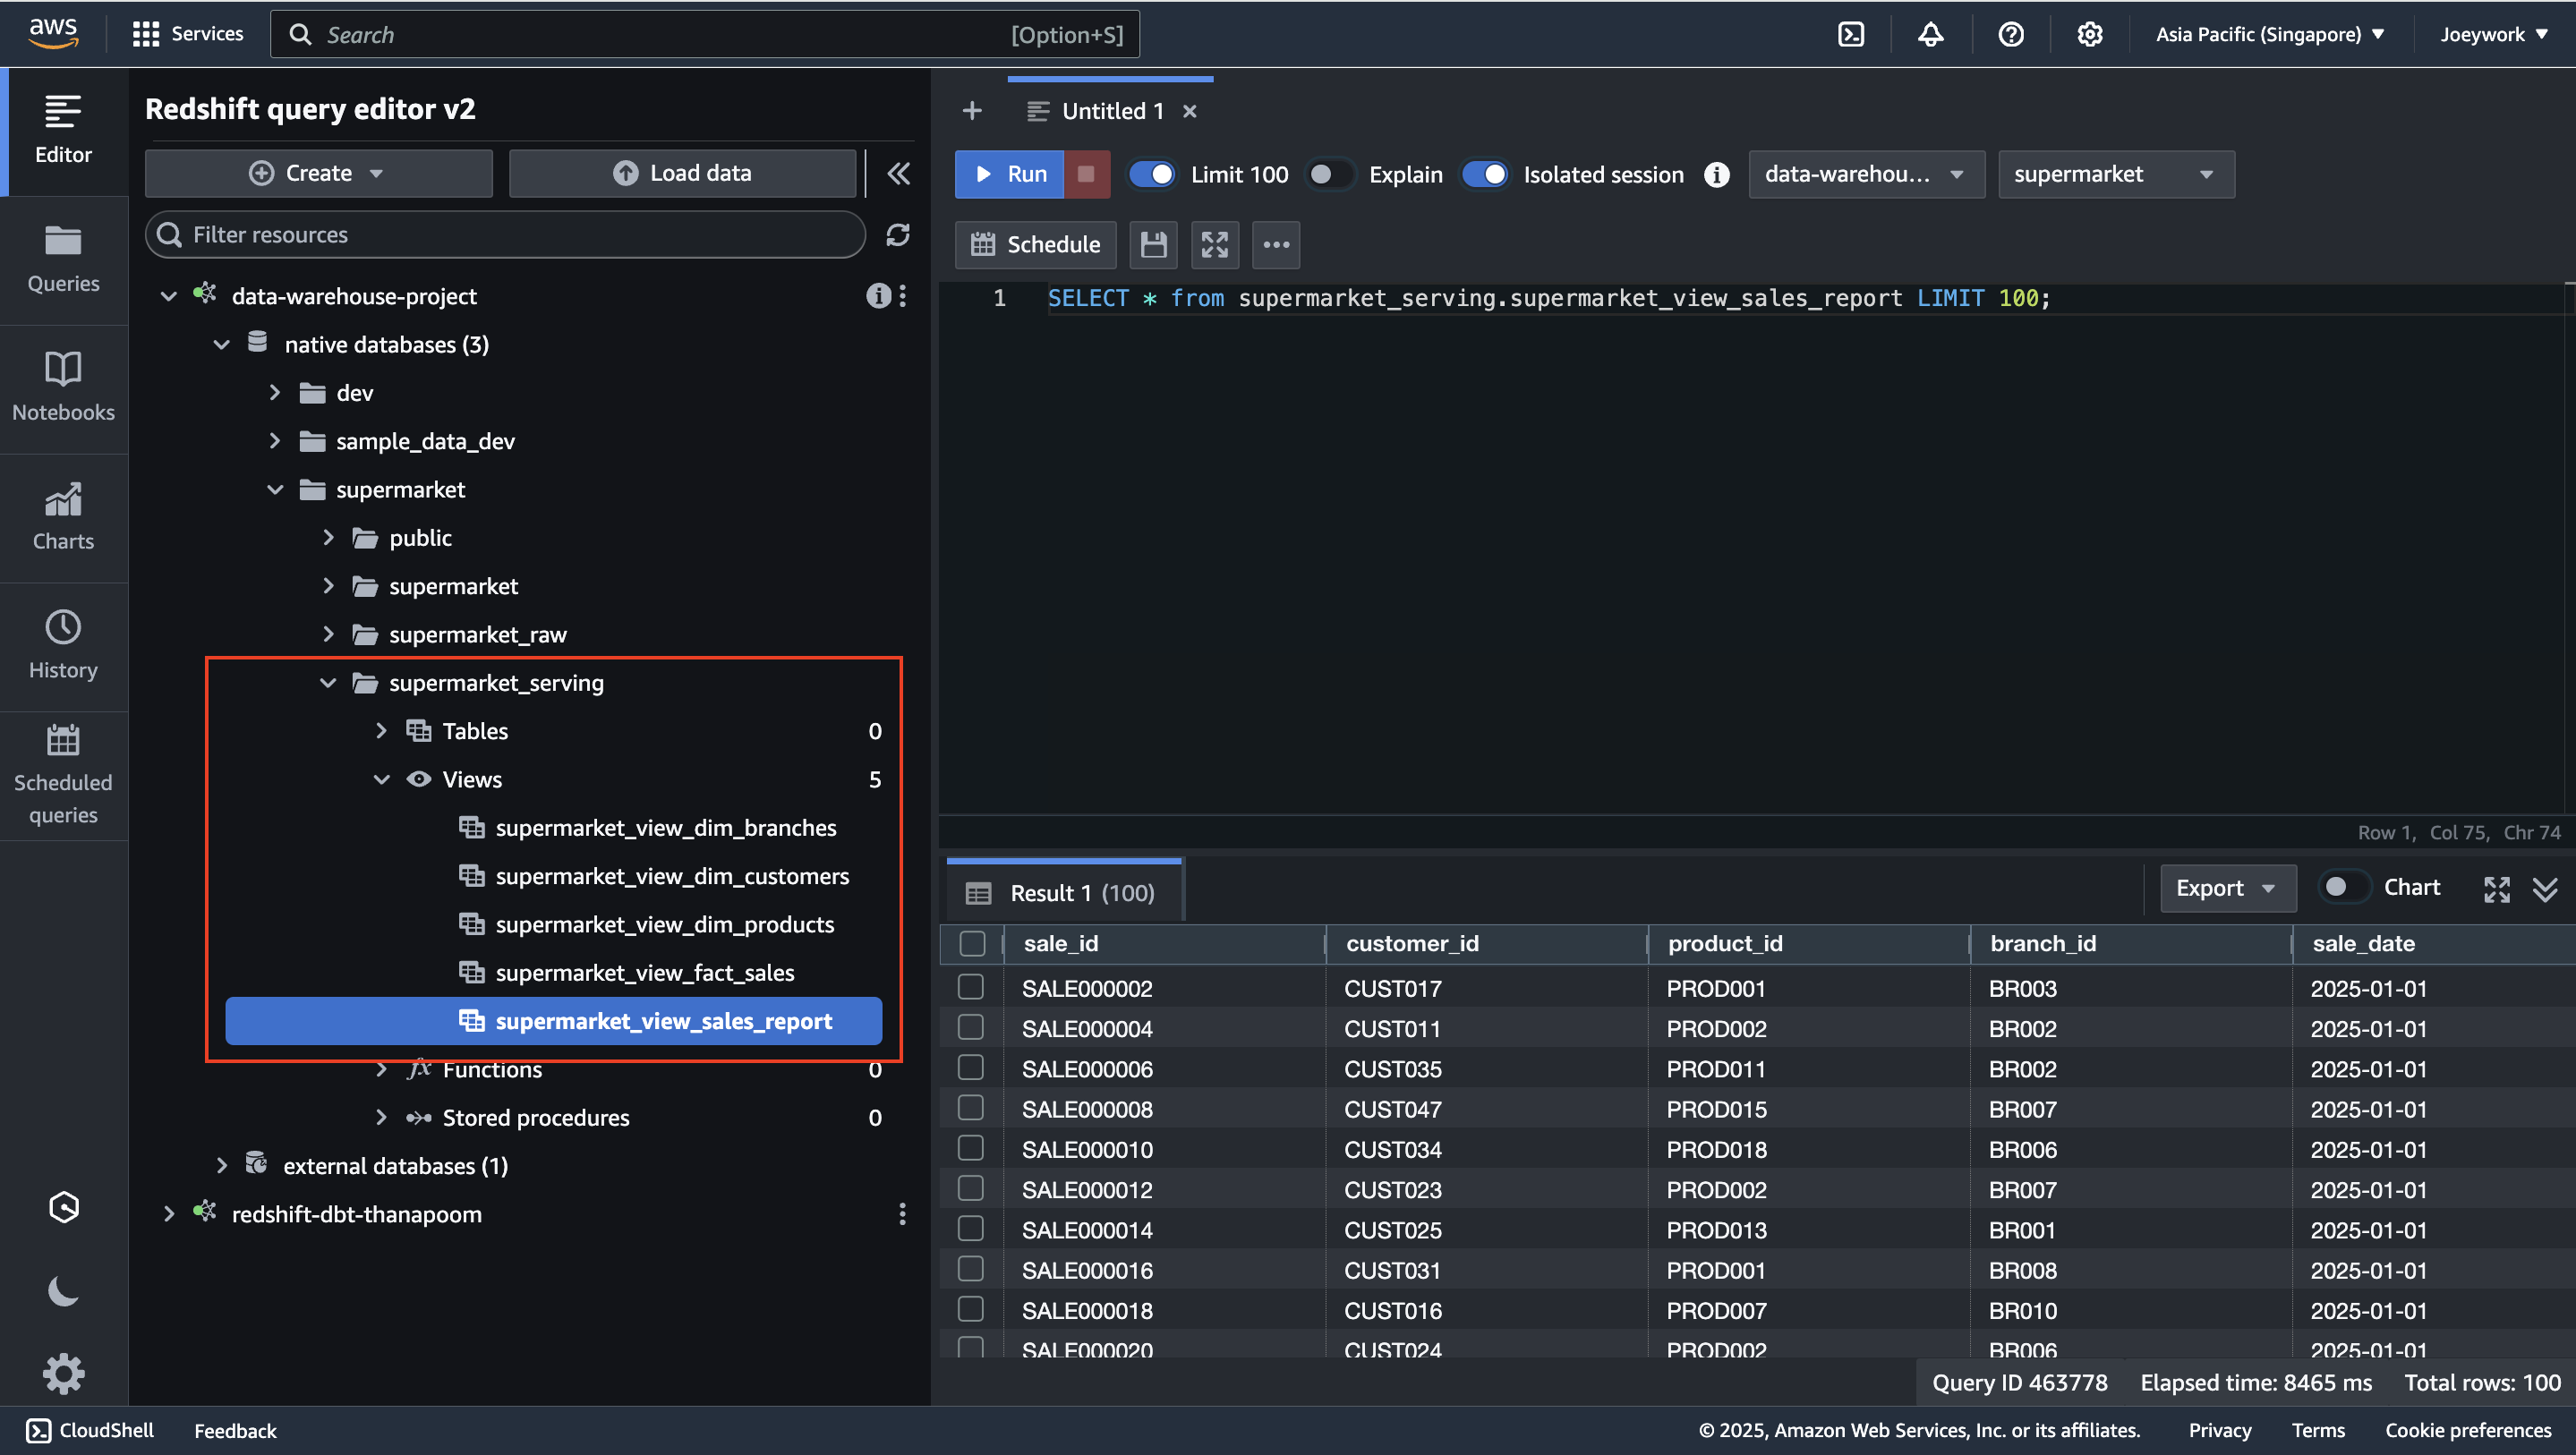 aws
Services
Search
[Option+S]
Asia Pacific (Singapore)
Joeywork
Editor
Queries
Notebooks
Charts
History
Scheduled
queries
Redshift query editor v2
Create
Load data
Filter resources
data-warehouse-project
native databases (3)
dev
sample_data_dev
supermarket
public
supermarket
supermarket_raw
supermarket_serving
Tables 0
Views 5
supermarket_view_dim_branches
supermarket_view_dim_customers
supermarket_view_dim_products
supermarket_view_fact_sales
supermarket_view_sales_report
fx Functions 0
Stored procedures 0
external databases (1)
redshift-dbt-thanapoom
Untitled 1
Run
Limit 100
Explain
Isolated session
data-warehou...
supermarket
Schedule
1 SELECT * from supermarket_serving.supermarket_view_sales_report LIMIT 100;
Row 1, Col 75, Chr 74
Result 1 (100)
Export
Chart
sale_id customer_id product_id branch_id sale_date
SALE000002 CUST017 PROD001 BR003 2025-01-01
SALE000004 CUST011 PROD002 BR002 2025-01-01
SALE000006 CUST035 PROD011 BR002 2025-01-01
SALE000008 CUST047 PROD015 BR007 2025-01-01
SALE000010 CUST034 PROD018 BR006 2025-01-01
SALE000012 CUST023 PROD002 BR007 2025-01-01
SALE000014 CUST025 PROD013 BR001 2025-01-01
SALE000016 CUST031 PROD001 BR008 2025-01-01
SALE000018 CUST016 PROD007 BR010 2025-01-01
SALE000020 CUST024 PROD002 BR006 2025-01-01
Query ID 463778 Elapsed time: 8465 ms Total rows: 100
CloudShell
Feedback
© 2025, Amazon Web Services, Inc. or its affiliates.
Privacy
Terms
Cookie preferences